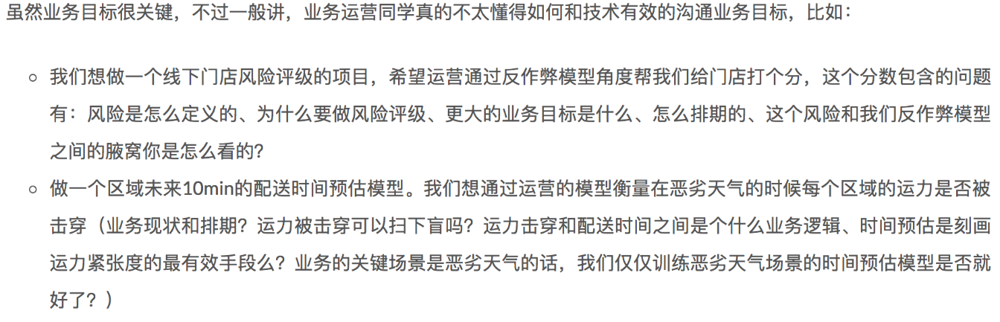 虽然业务目标很关键，不过一般讲，业务运营同学真的不太懂得如何和技术有效的沟通业务目标，比如：
我们想做一个线下门店风险评级的项目，希望运营通过反作弊模型角度帮我们给门店打个分，这个分数包含的问题
有：风险是怎么定义的、为什么要做风险评级、更大的业务目标是什么、怎么排期的、这个风险和我们反作弊模型
之间的腋窝你是怎么看的？
做一个区域未来10min的配送时间预估模型。我们想通过运营的模型衡量在恶劣天气的时候每个区域的运力是否被
击穿（业务现状和排期？运力被击穿可以扫下盲吗？运力击穿和配送时间之间是个什么业务逻辑、时间预估是刻画
运力紧张度的最有效手段么？业务的关键场景是恶劣天气的话，我们仅仅训练恶劣天气场景的时间预估模型是否就
好了？）